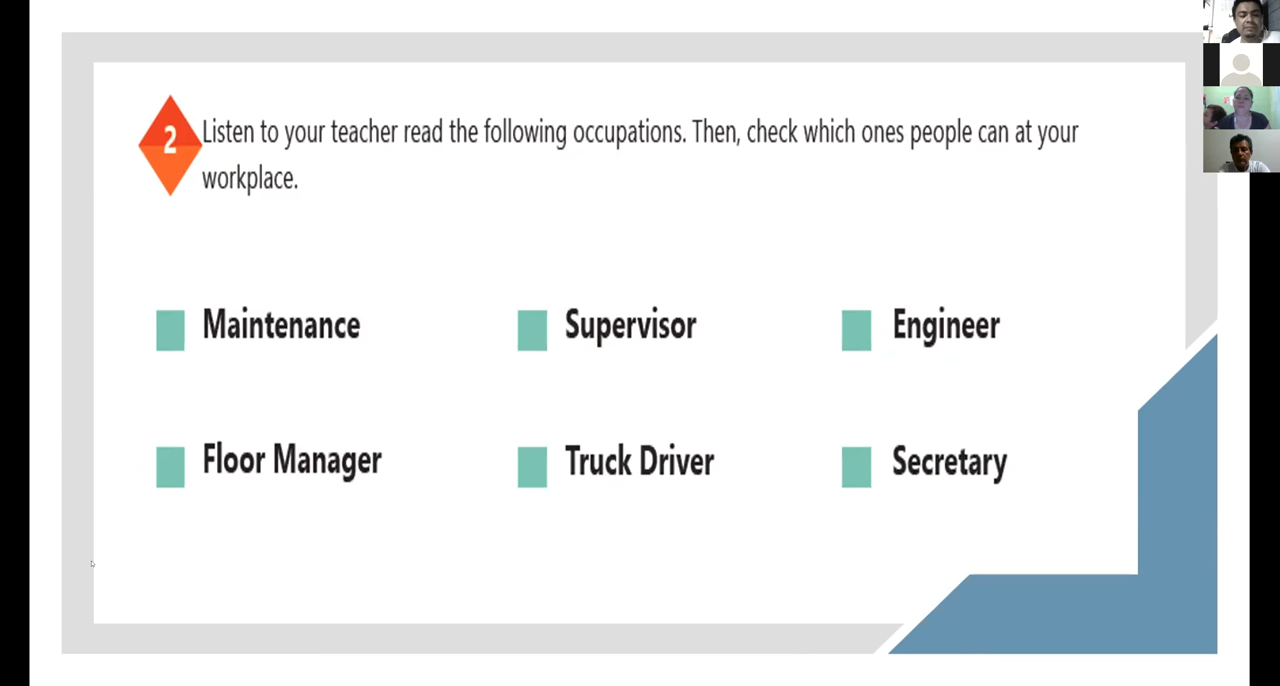 2
Listen to your teacher read the following occupations. Then, check which ones people can at your
workplace.
Maintenance
Supervisor
Engineer
Floor Manager
Truck Driver
Secretary